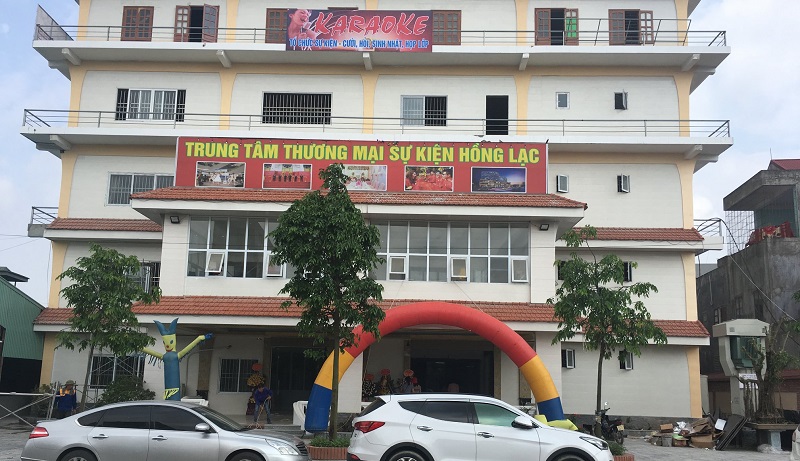 KARAOKE
TỔ CHỨC SỰ KIỆN - CƯỚI, HỎI, SINH NHẬT, HỌP LỚP
TRUNG TÂM THƯƠNG MẠI SỰ KIỆN HỒNG LẠC